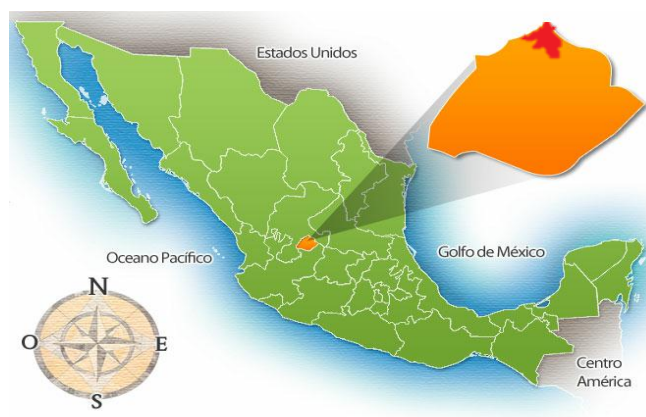 Estados Unidos
Oceano Pacífico
Golfo de México
N
O
E
S
Centro
América